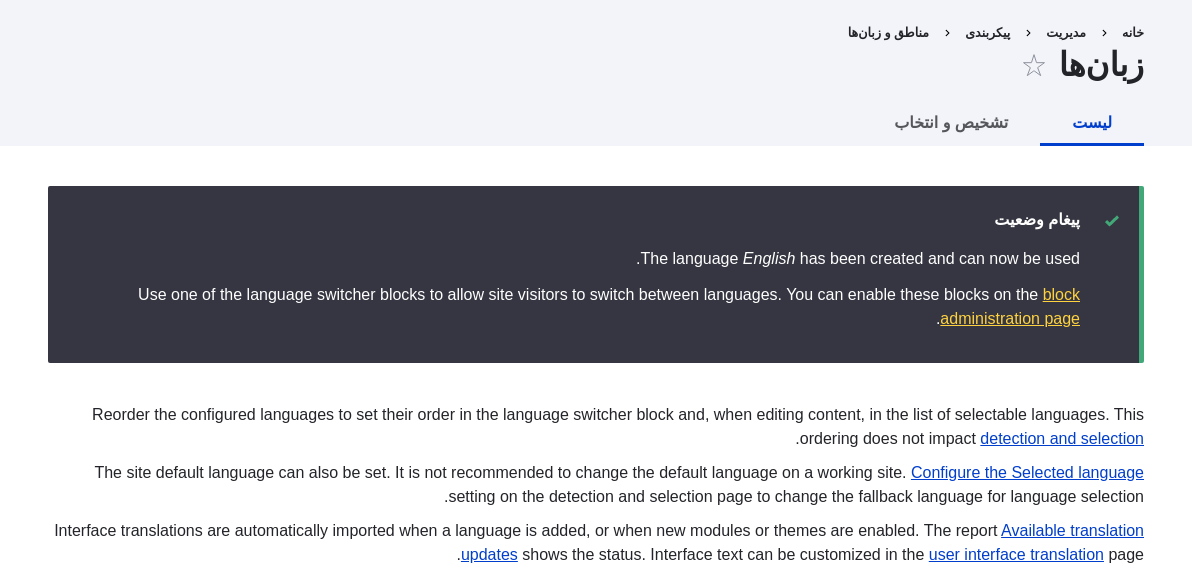 خانه › مدیریت › پیکربندی › مناطق و زبان‌ها
زبان‌ها ☆
لیست تشخیص و انتخاب
پیغام وضعیت
The language English has been created and can now be used.
Use one of the language switcher blocks to allow site visitors to switch between languages. You can enable these blocks on the block
administration page.
Reorder the configured languages to set their order in the language switcher block and, when editing content, in the list of selectable languages. This
ordering does not impact detection and selection.
The site default language can also be set. It is not recommended to change the default language on a working site. Configure the Selected language
setting on the detection and selection page to change the fallback language for language selection.
Interface translations are automatically imported when a language is added, or when new modules or themes are enabled. The report Available translation
updates shows the status. Interface text can be customized in the user interface translation page.